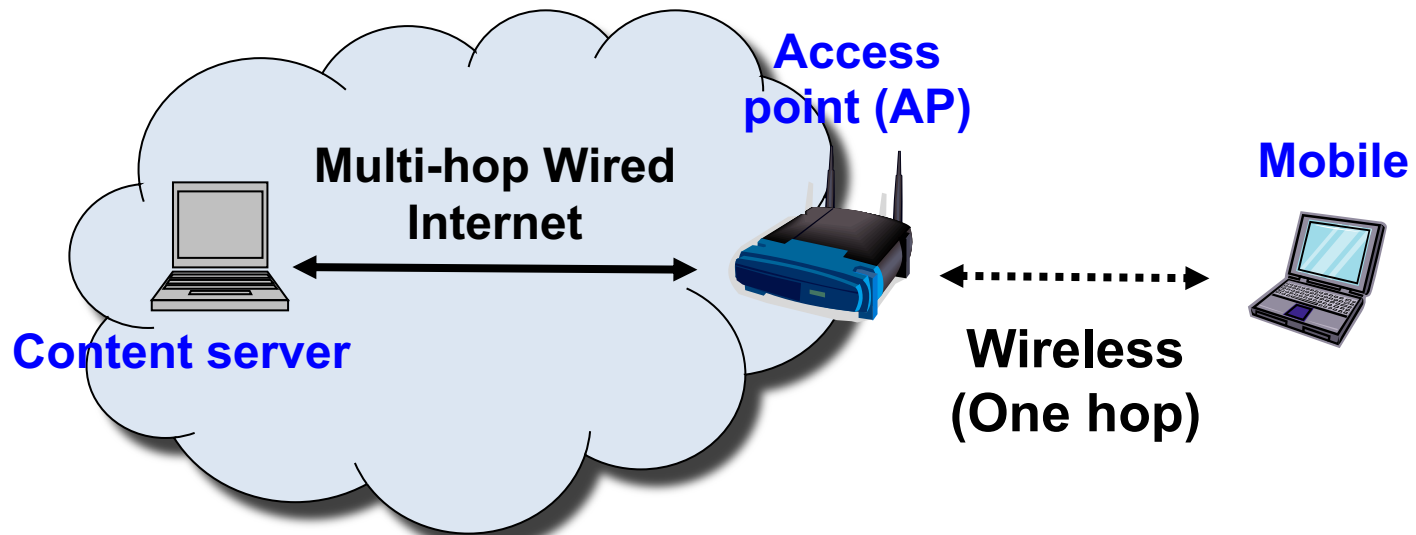 Access
point (AP)
Multi-hop Wired
Internet
Mobile
Content server
Wireless
(One hop)